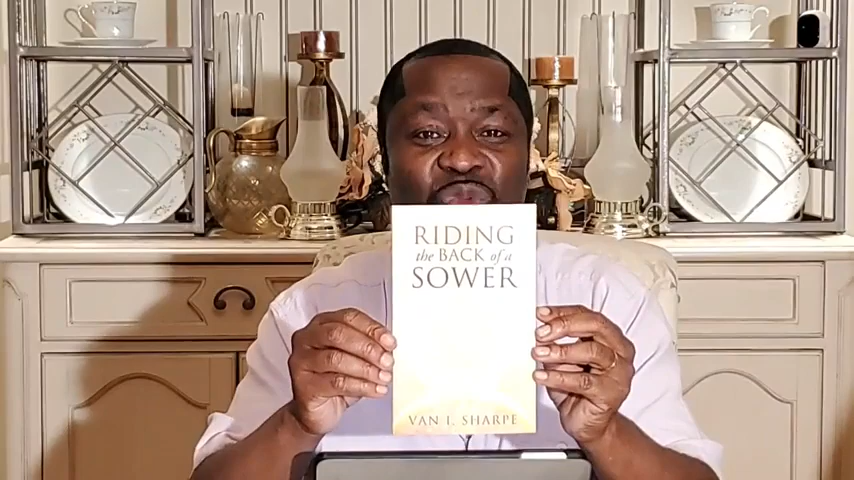 RIDING
the BACK of a
SOWER
VAN I. SHARPE